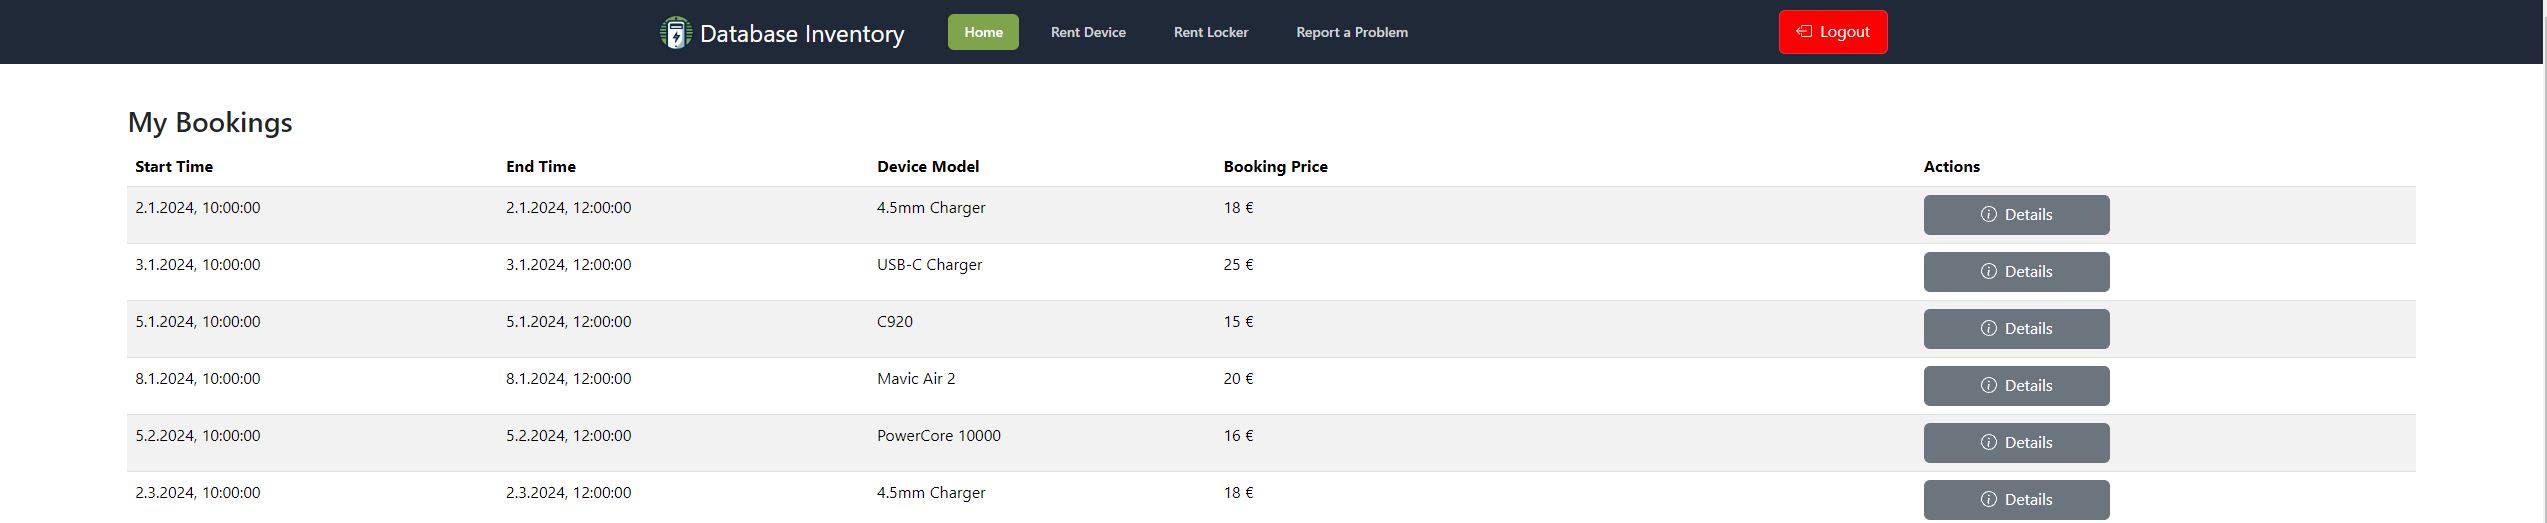 Database Inventory Home Rent Device Rent Locker Report a Problem Logout
My Bookings
Start Time End Time Device Model Booking Price Actions
2.1.2024, 10:00:00 2.1.2024, 12:00:00 4.5mm Charger 18 € Details
3.1.2024, 10:00:00 3.1.2024, 12:00:00 USB-C Charger 25 € Details
5.1.2024, 10:00:00 5.1.2024, 12:00:00 C920 15 € Details
8.1.2024, 10:00:00 8.1.2024, 12:00:00 Mavic Air 2 20 € Details
5.2.2024, 10:00:00 5.2.2024, 12:00:00 PowerCore 10000 16 € Details
2.3.2024, 10:00:00 2.3.2024, 12:00:00 4.5mm Charger 18 € Details